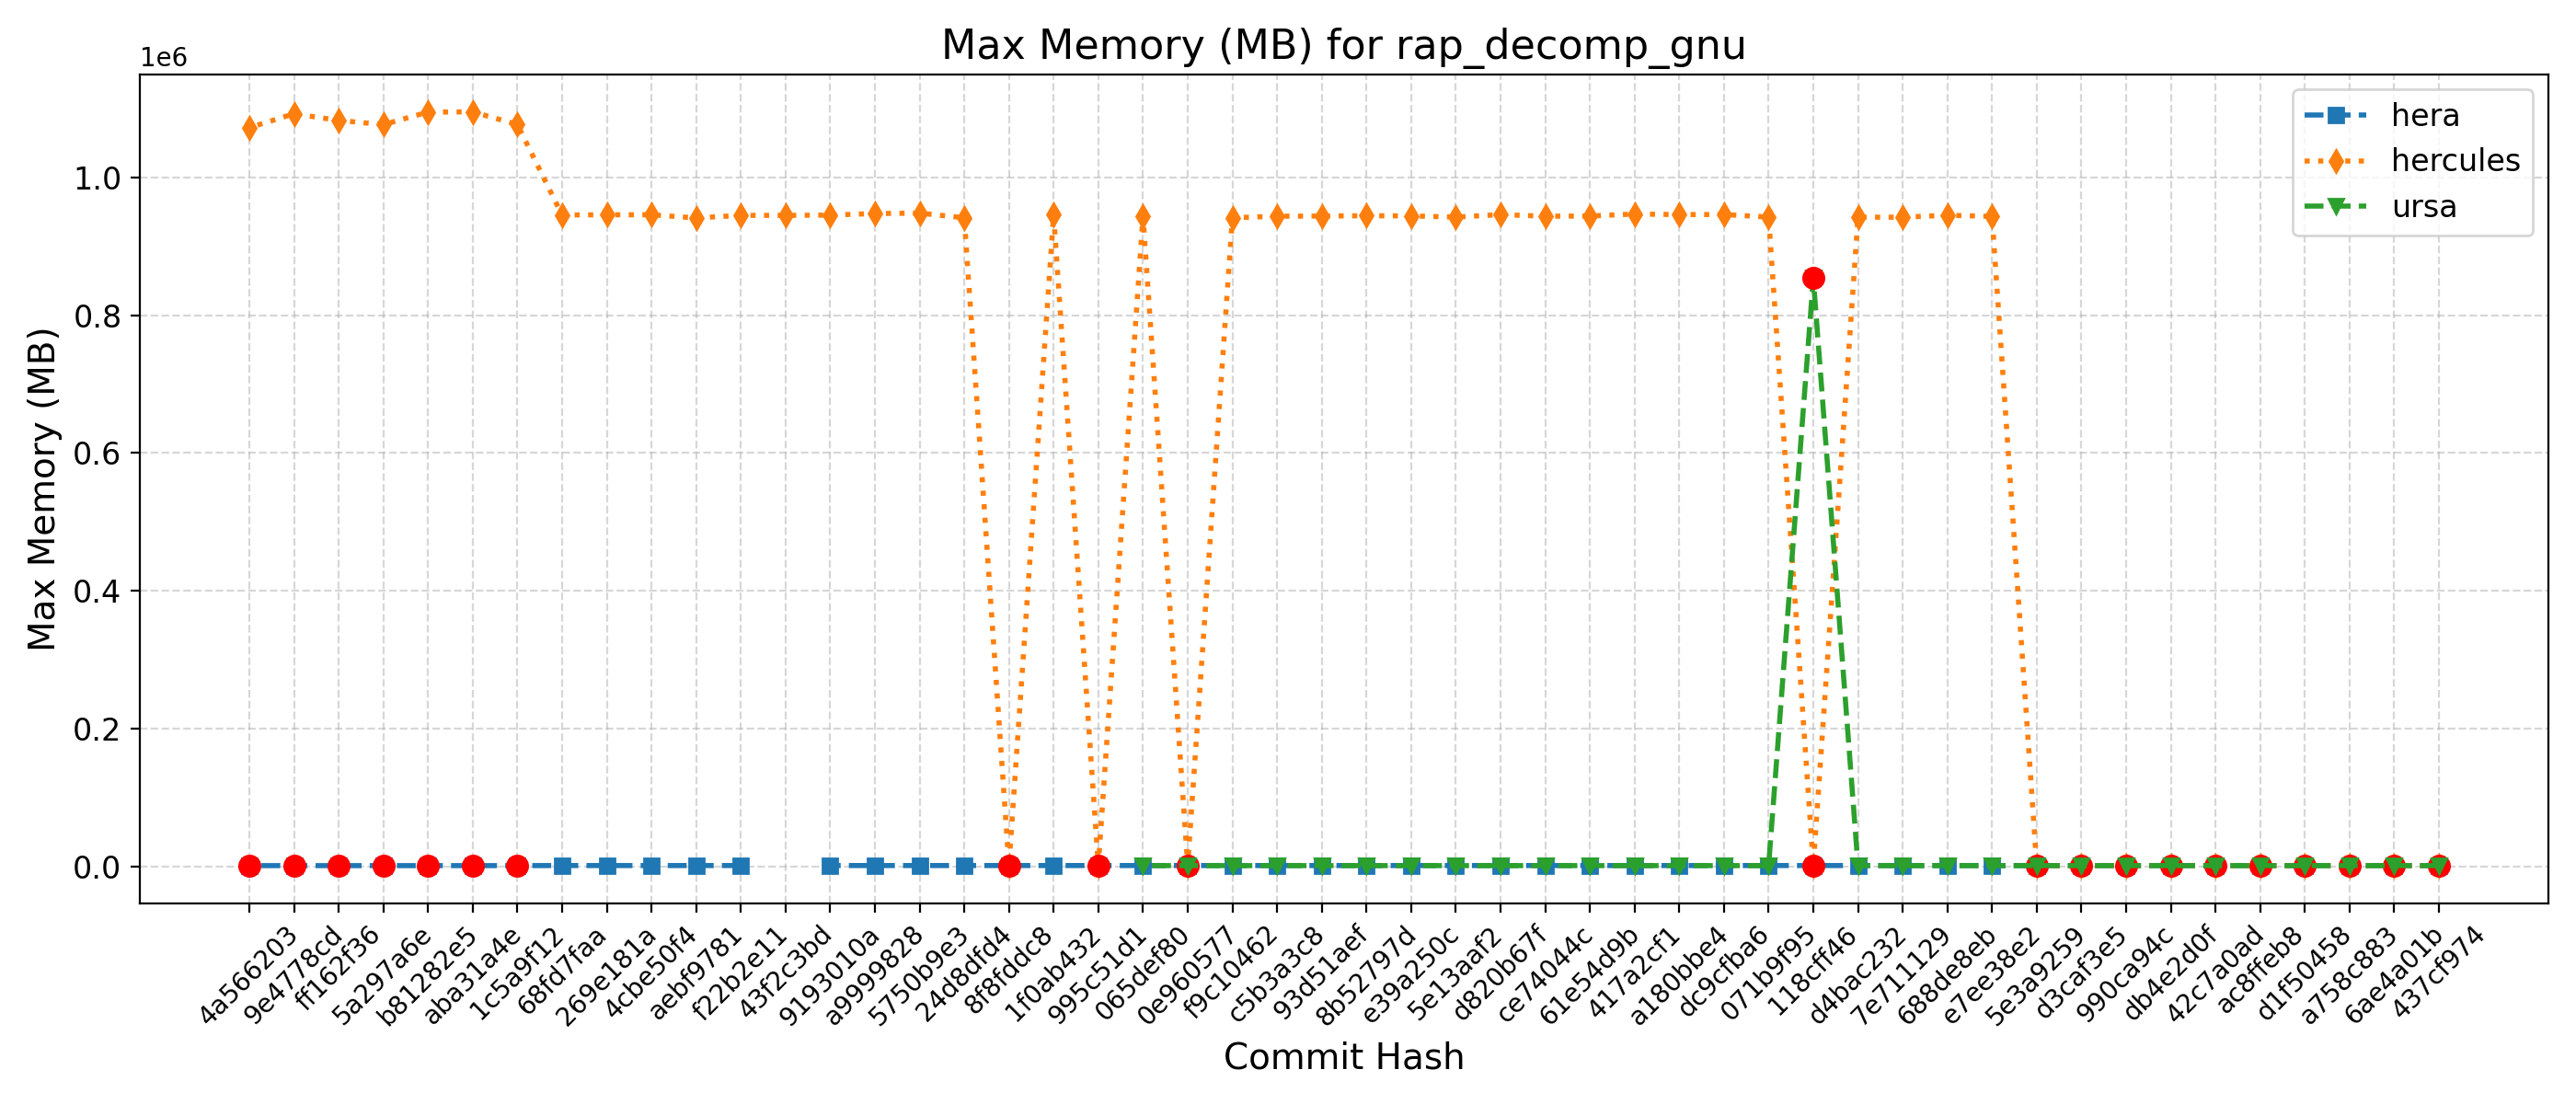 Max Memory (MB) for rap_decomp_gnu
1e6
Max Memory (MB)
1.0
0.8
0.6
0.4
0.2
0.0
hera
hercules
ursa
4a566203
9e4778cd
ff162f36
5a297a6e
b81282e5
aba31a4e
1c5a9f12
68fd7faa
269e181a
4cbe50f4
aebf9781
f22b2e11
43f2c3bd
9193010a
a9999828
5750b9e3
24d8dfd4
8f8fddc8
1f0ab432
995c51d1
065def80
0e960577
f9c10462
c5b3a3c8
93d51aef
8b52797d
e39a250c
5e13aaf2
d820b67f
ce74044c
61e54d9b
417a2cf1
a180bbe4
dc9cfba6
071b9f95
118cff46
d4bac232
7e711129
688de8eb
e7ee38e2
5e3a9259
d3caf3e5
990ca94c
db4e2d0f
42c7a0ad
ac8ffeb8
d1f50458
a758c883
6ae4a01b
437cf974
Commit Hash